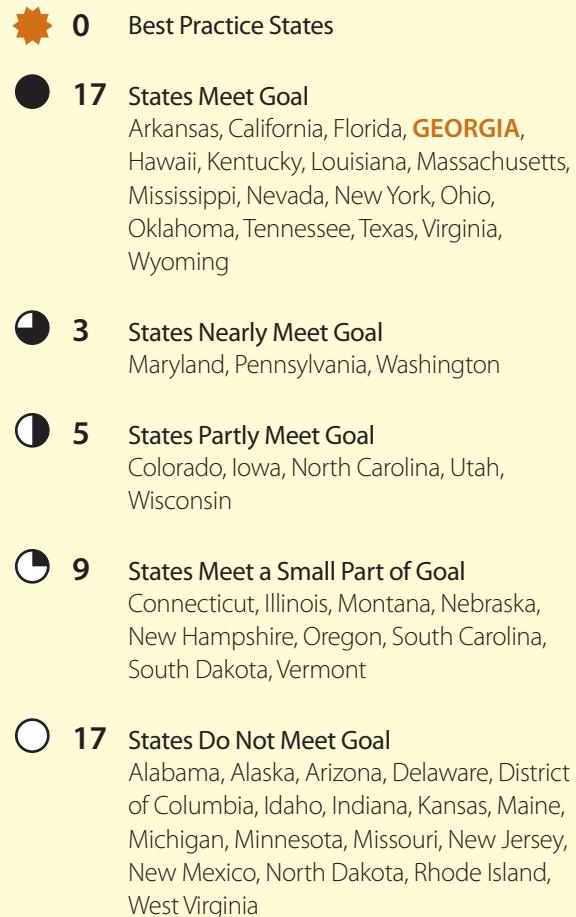 0 Best Practice States
17 States Meet Goal
Arkansas, California, Florida, GEORGIA,
Hawaii, Kentucky, Louisiana, Massachusetts,
Mississippi, Nevada, New York, Ohio,
Oklahoma, Tennessee, Texas, Virginia,
Wyoming
3 States Nearly Meet Goal
Maryland, Pennsylvania, Washington
5 States Partly Meet Goal
Colorado, Iowa, North Carolina, Utah,
Wisconsin
9 States Meet a Small Part of Goal
Connecticut, Illinois, Montana, Nebraska,
New Hampshire, Oregon, South Carolina,
South Dakota, Vermont
17 States Do Not Meet Goal
Alabama, Alaska, Arizona, Delaware, District
of Columbia, Idaho, Indiana, Kansas, Maine,
Michigan, Minnesota, Missouri, New Jersey,
New Mexico, North Dakota, Rhode Island,
West Virginia